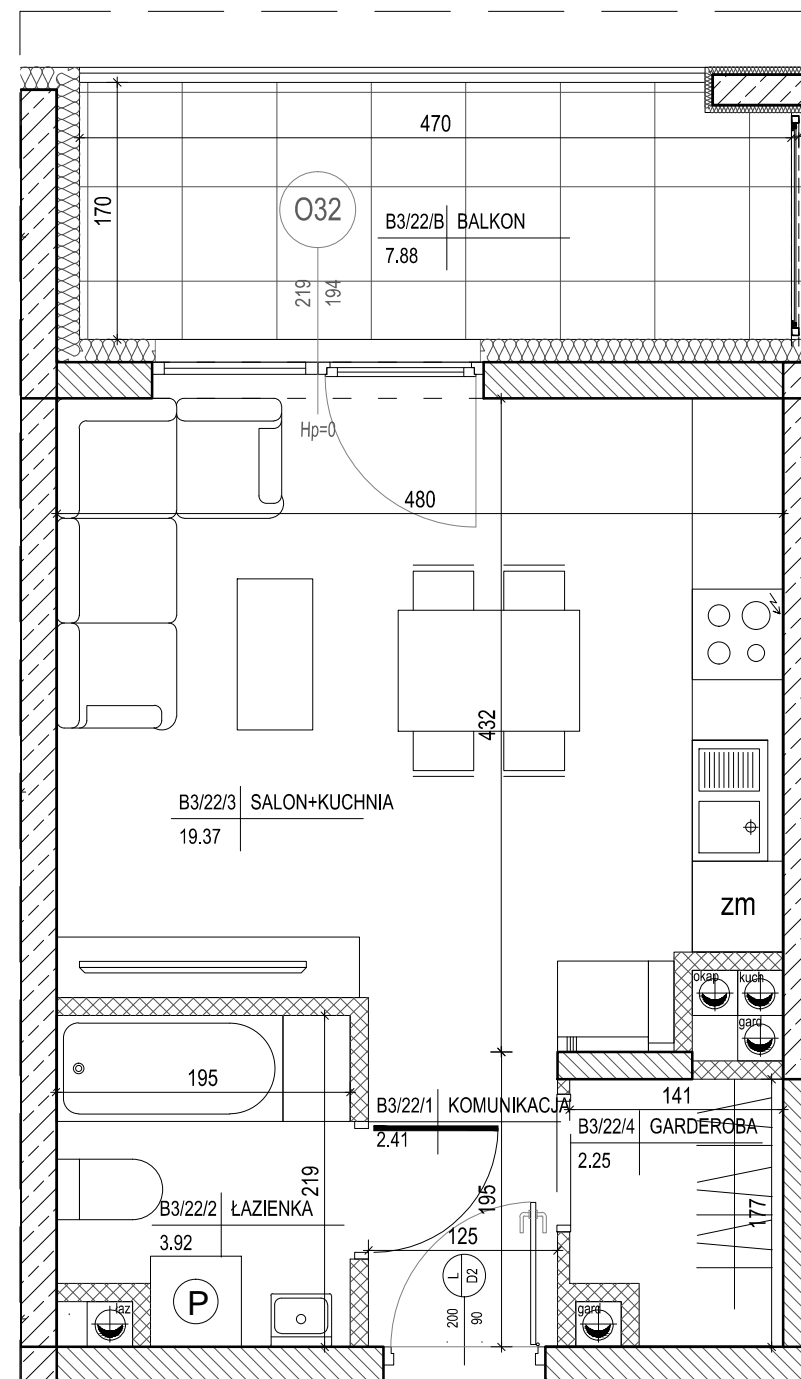 470
170
O32
B3/22/B BALKON
7.88
219
194
Hp=0
480
432
B3/22/3 SALON+KUCHNIA
19.37
zm
okap
kuch
gard
195
141
B3/22/1 KOMUNIKACJA
2.41
B3/22/4 GARDEROBA
2.25
219
195
177
B3/22/2 ŁAZIENKA
3.92
125
L
D2
200
90
P
łaz
gard